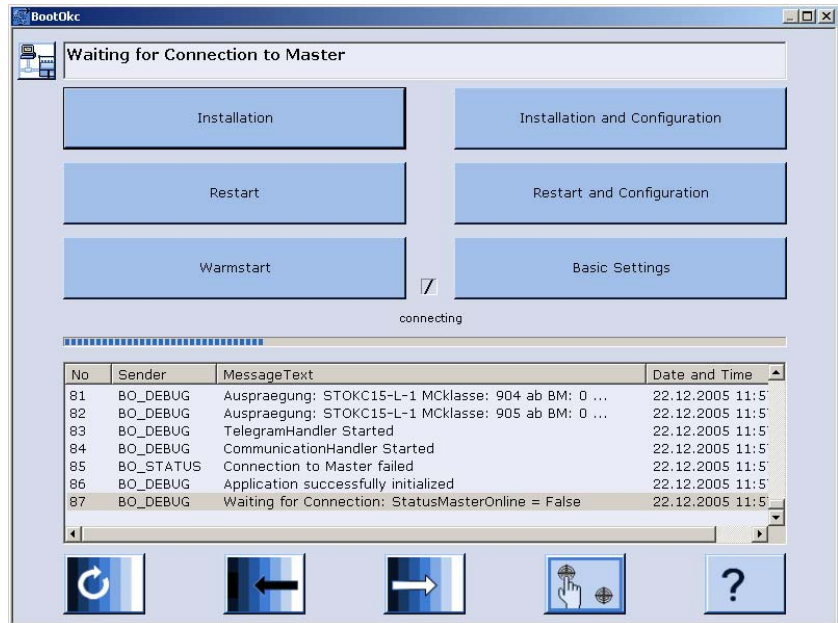 BootOkc
Waiting for Connection to Master
Installation
Installation and Configuration
Restart
Restart and Configuration
Warmstart
Basic Settings
connecting
No Sender MessageText Date and Time
81 BO_DEBUG Auspraegung: STOKC15-L-1 MCklasse: 904 ab BM: 0 ... 22.12.2005 11:5
82 BO_DEBUG Auspraegung: STOKC15-L-1 MCklasse: 905 ab BM: 0 ... 22.12.2005 11:5
83 BO_DEBUG TelegramHandler Started 22.12.2005 11:5
84 BO_DEBUG CommunicationHandler Started 22.12.2005 11:5
85 BO_STATUS Connection to Master failed 22.12.2005 11:5
86 BO_DEBUG Application successfully initialized 22.12.2005 11:5
87 BO_DEBUG Waiting for Connection: StatusMasterOnline = False 22.12.2005 11:5
?